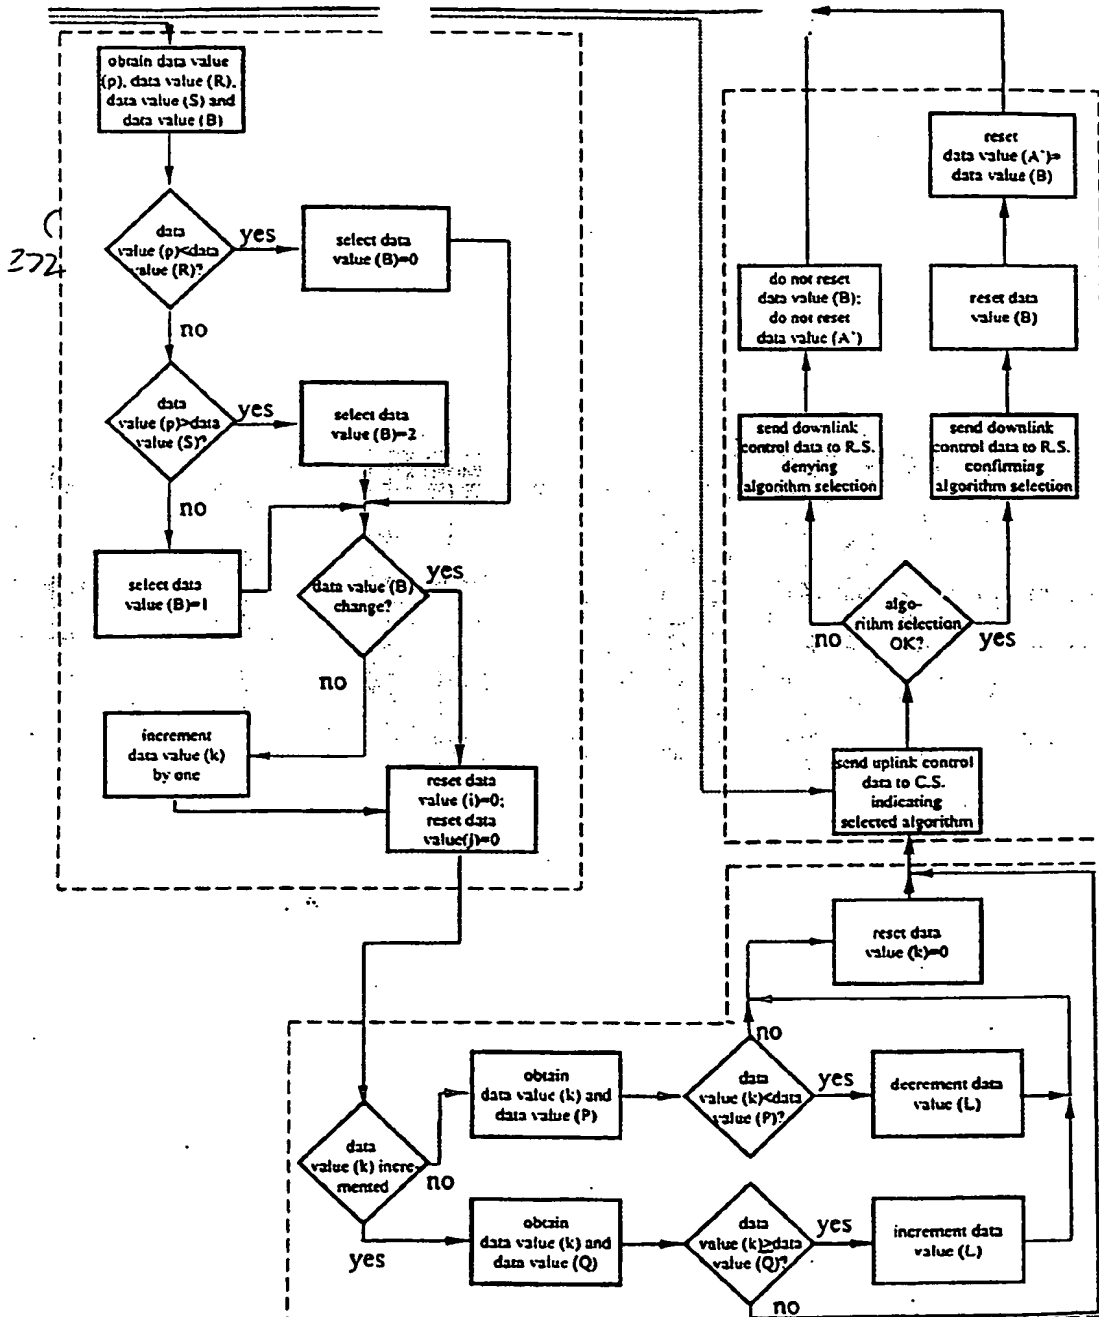 obtain data value
(p), data value (R),
data value (S) and
data value (B)
data
value (p)<data
value (R)?
yes
select data
value (B)=0
no
data
value (p)>data
value (S)?
yes
select data
value (B)=2
no
select data
value (B)=1
data value (B)
change?
yes
no
increment
data value (k)
by one
reset data
value (i)=0;
reset data
value(j)=0
272
reset
data value (A')=
data value (B)
do not reset
data value (B);
do not reset
data value (A')
reset data
value (B)
send downlink
control data to R.S.
denying
algorithm selection
send downlink
control data to R.S.
confirming
algorithm selection
algo-
rithm selection
OK?
no
yes
send uplink control
data to C.S.
indicating
selected algorithm
reset data
value (k)=0
no
obtain
data value (k) and
data value (P)
data
value (k)<data
value (P)?
yes
decrement data
value (L)
data
value (k) incre-
mented
no
yes
obtain
data value (k) and
data value (Q)
data
value (k)≥data
value (Q)?
yes
increment data
value (L)
no